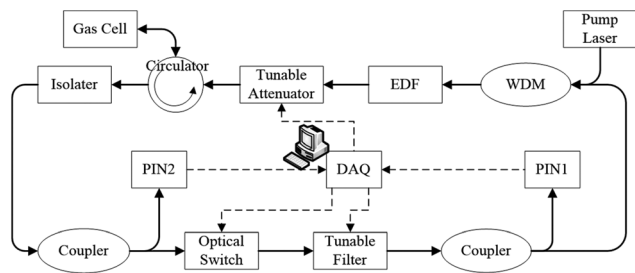 Gas Cell
Pump
Laser
Circulator
Isolater
Tunable
Attenuator
EDF
WDM
PIN2
DAQ
PIN1
Coupler
Optical
Switch
Tunable
Filter
Coupler